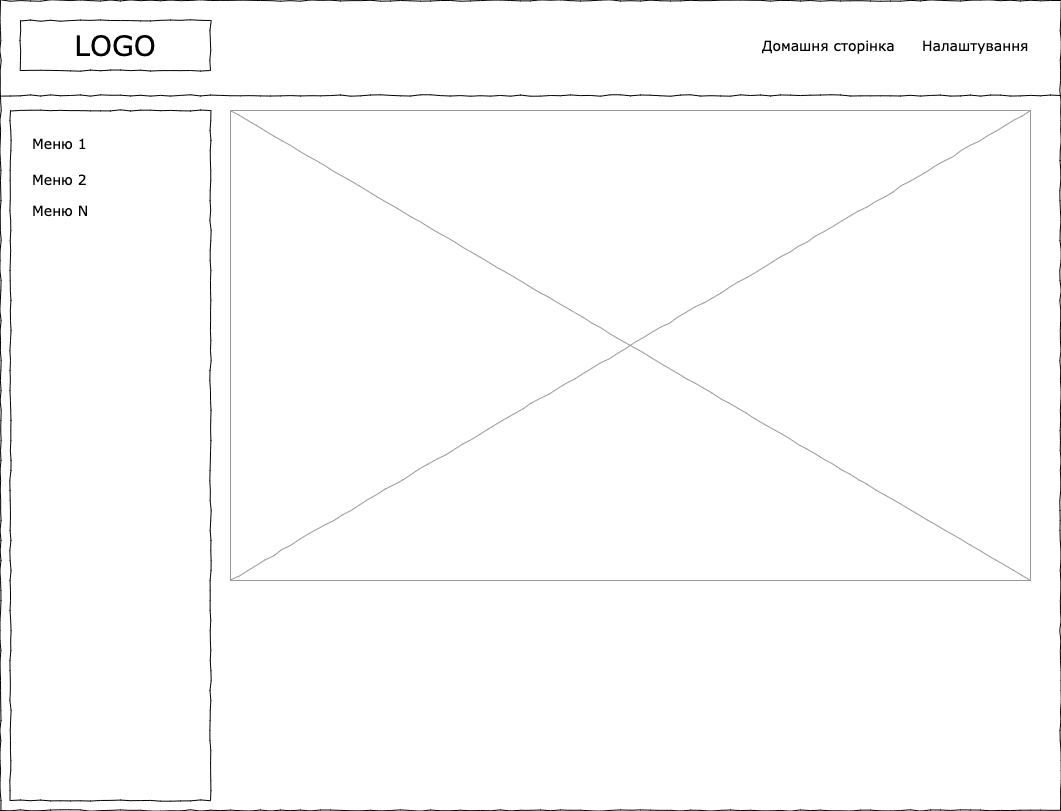 LOGO
Домашня сторінка
Налаштування
Меню 1
Меню 2
Меню N